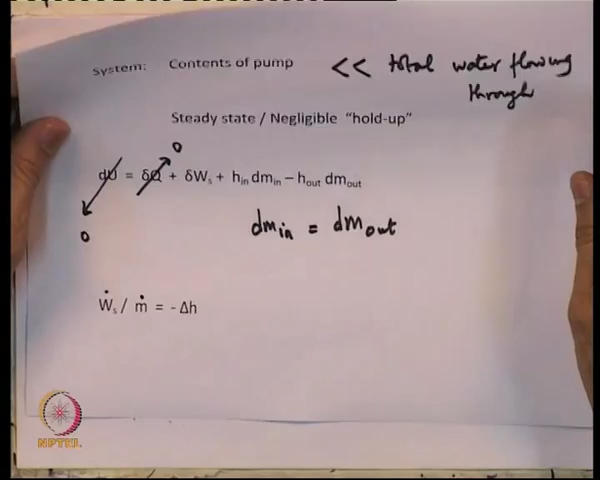 System: Contents of pump << total water flowing through
Steady state / Negligible "hold-up"
0
dU = δQ + δWₛ + hᵢₙ dmᵢₙ – hₒᵤₜ dmₒᵤₜ
0
dmᵢₙ = dmₒᵤₜ
Ẇₛ / ṁ = - Δh
NPTEL